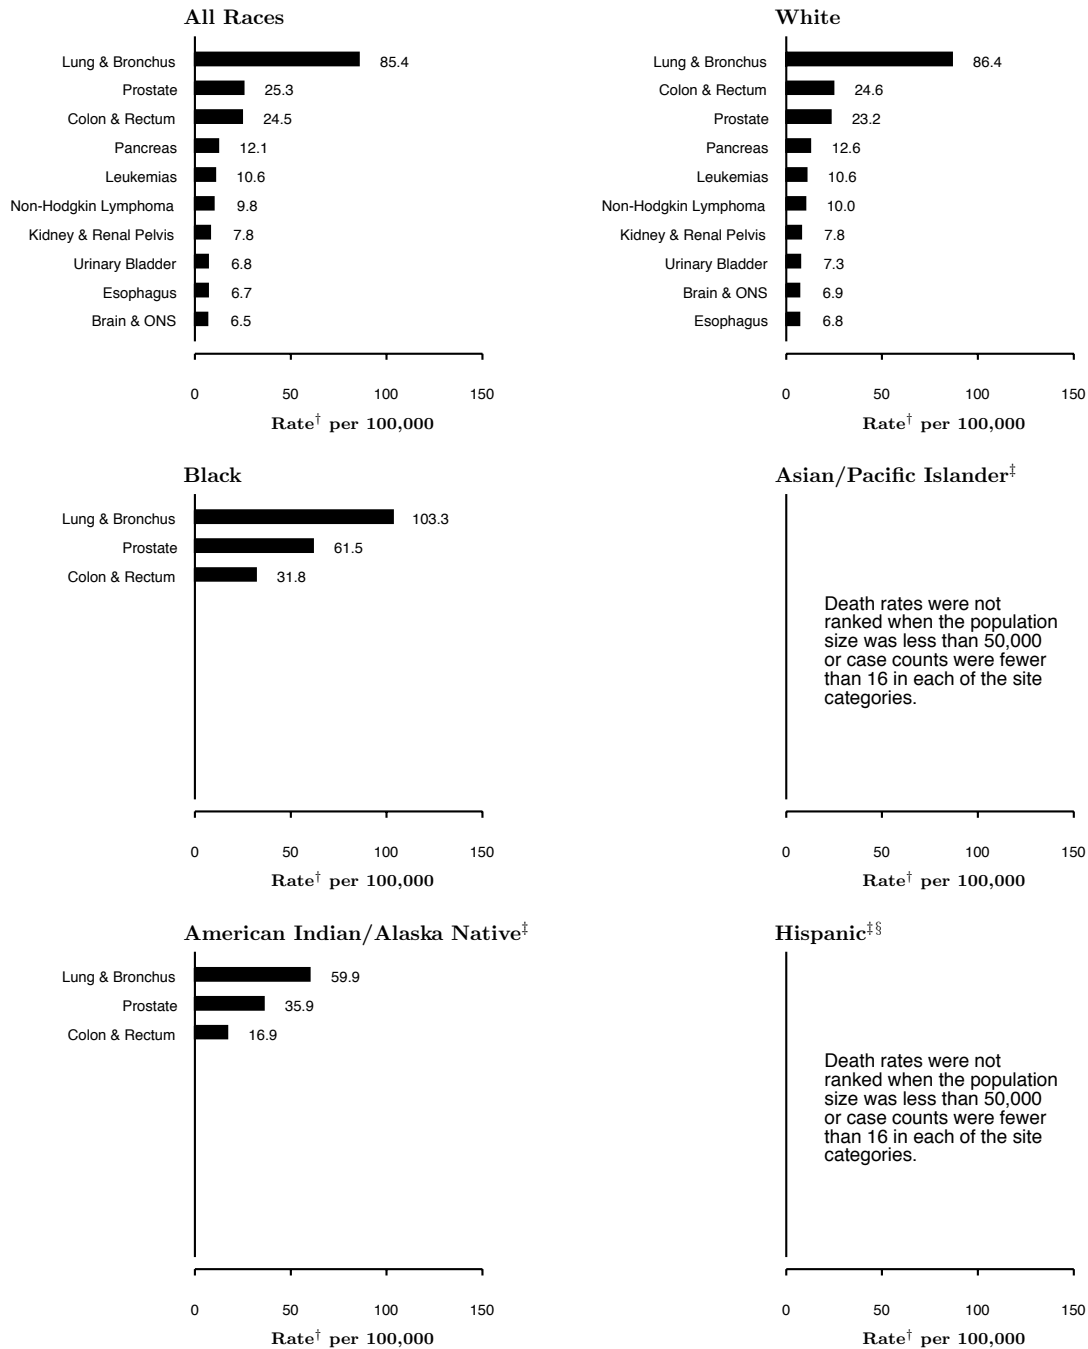 All Races
Lung & Bronchus 85.4
Prostate 25.3
Colon & Rectum 24.5
Pancreas 12.1
Leukemias 10.6
Non-Hodgkin Lymphoma 9.8
Kidney & Renal Pelvis 7.8
Urinary Bladder 6.8
Esophagus 6.7
Brain & ONS 6.5
0 50 100 150
Rate† per 100,000
White
Lung & Bronchus 86.4
Colon & Rectum 24.6
Prostate 23.2
Pancreas 12.6
Leukemias 10.6
Non-Hodgkin Lymphoma 10.0
Kidney & Renal Pelvis 7.8
Urinary Bladder 7.3
Brain & ONS 6.9
Esophagus 6.8
0 50 100 150
Rate† per 100,000
Black
Lung & Bronchus 103.3
Prostate 61.5
Colon & Rectum 31.8
0 50 100 150
Rate† per 100,000
Asian/Pacific Islander‡
Death rates were not
ranked when the population
size was less than 50,000
or case counts were fewer
than 16 in each of the site
categories.
0 50 100 150
Rate† per 100,000
American Indian/Alaska Native‡
Lung & Bronchus 59.9
Prostate 35.9
Colon & Rectum 16.9
0 50 100 150
Rate† per 100,000
Hispanic‡§
Death rates were not
ranked when the population
size was less than 50,000
or case counts were fewer
than 16 in each of the site
categories.
0 50 100 150
Rate† per 100,000